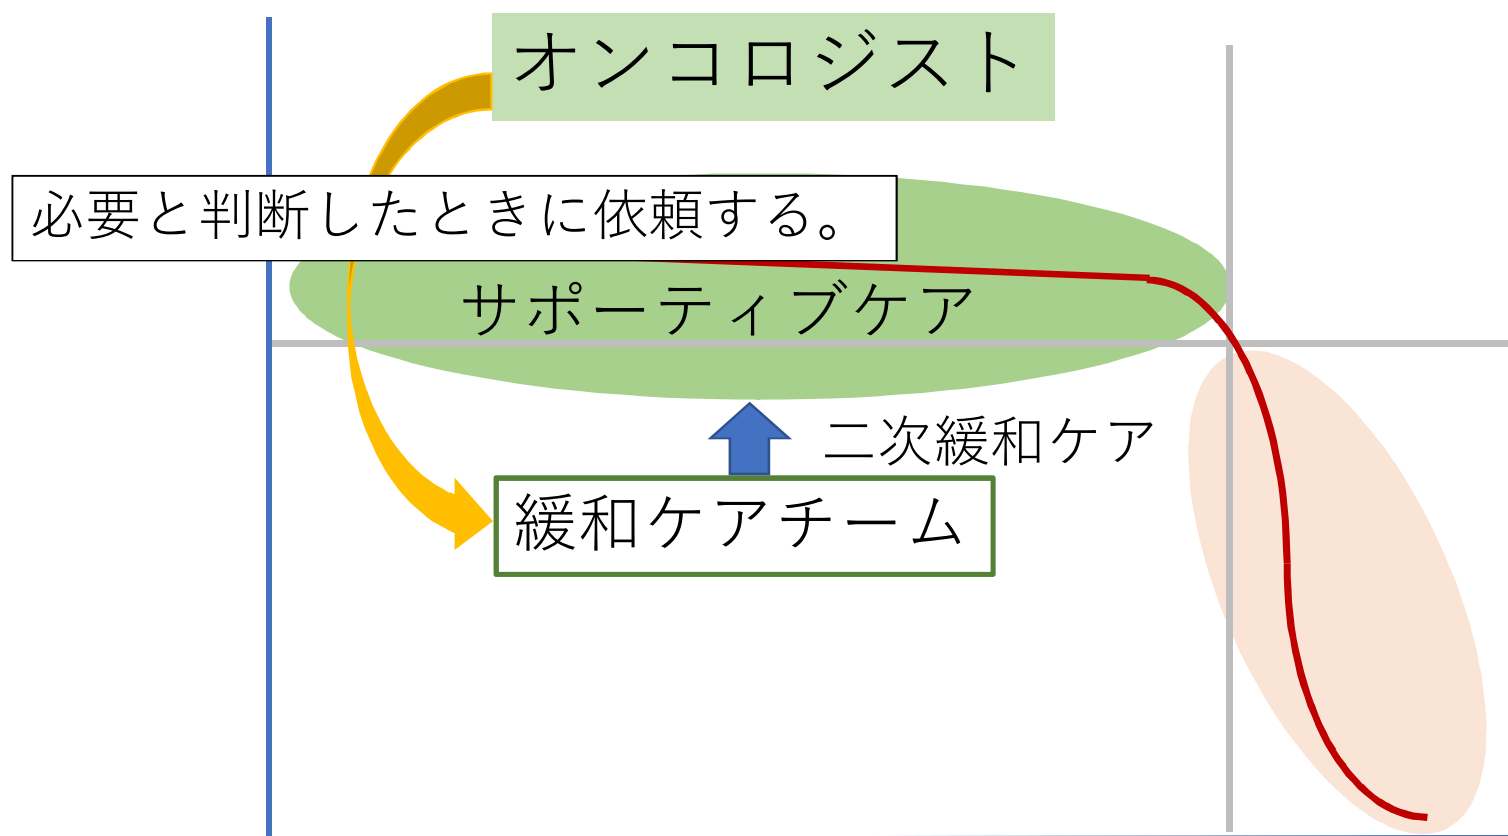 オンコロジスト
必要と判断したときに依頼する。
サポーティブケア
二次緩和ケア
緩和ケアチーム